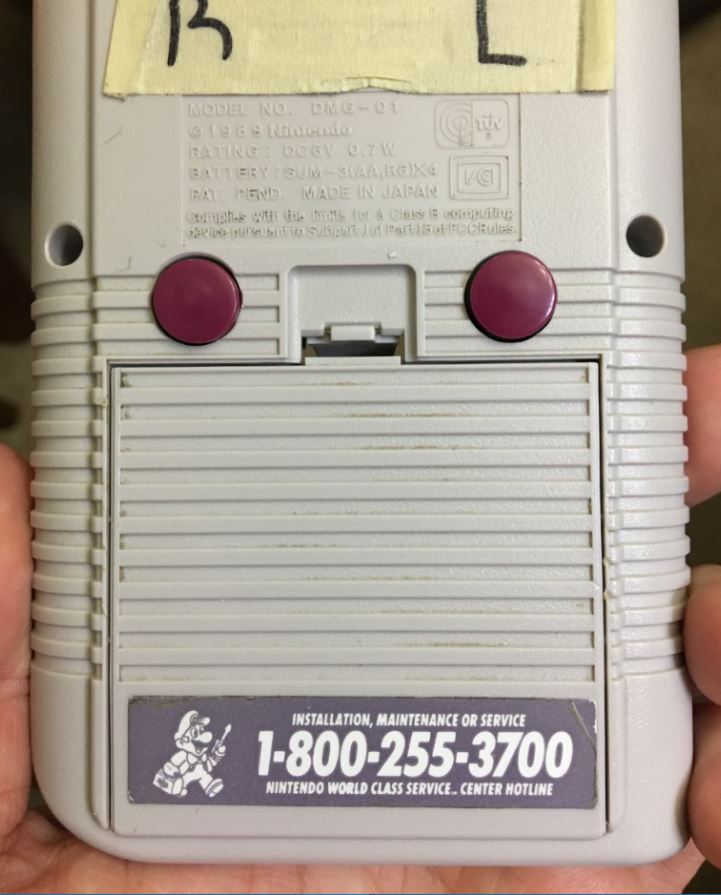 R L
MODEL NO. DMG-01
©1989 Nintendo
RATING: DC6V 0.7W
BATTERY:SUM-3(AA,R6)X4
PAT. PEND. MADE IN JAPAN
TÜV
Complies with the limits for a Class B computing
device pursuant to Subpart J of Part 15 of FCC Rules.
INSTALLATION, MAINTENANCE OR SERVICE
1-800-255-3700
NINTENDO WORLD CLASS SERVICE CENTER HOTLINE